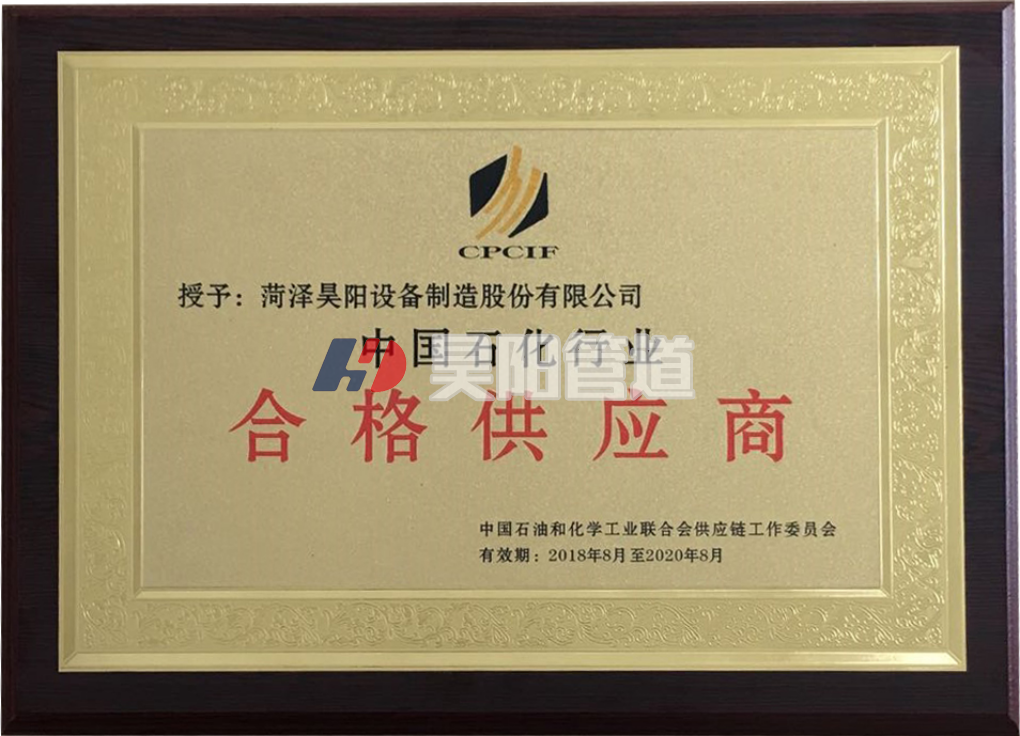 CPCIF
授予：菏泽昊阳设备制造股份有限公司
中国石化行业
昊阳管道
合格供应商
中国石油和化学工业联合会供应链工作委员会
有效期：2018年8月至2020年8月